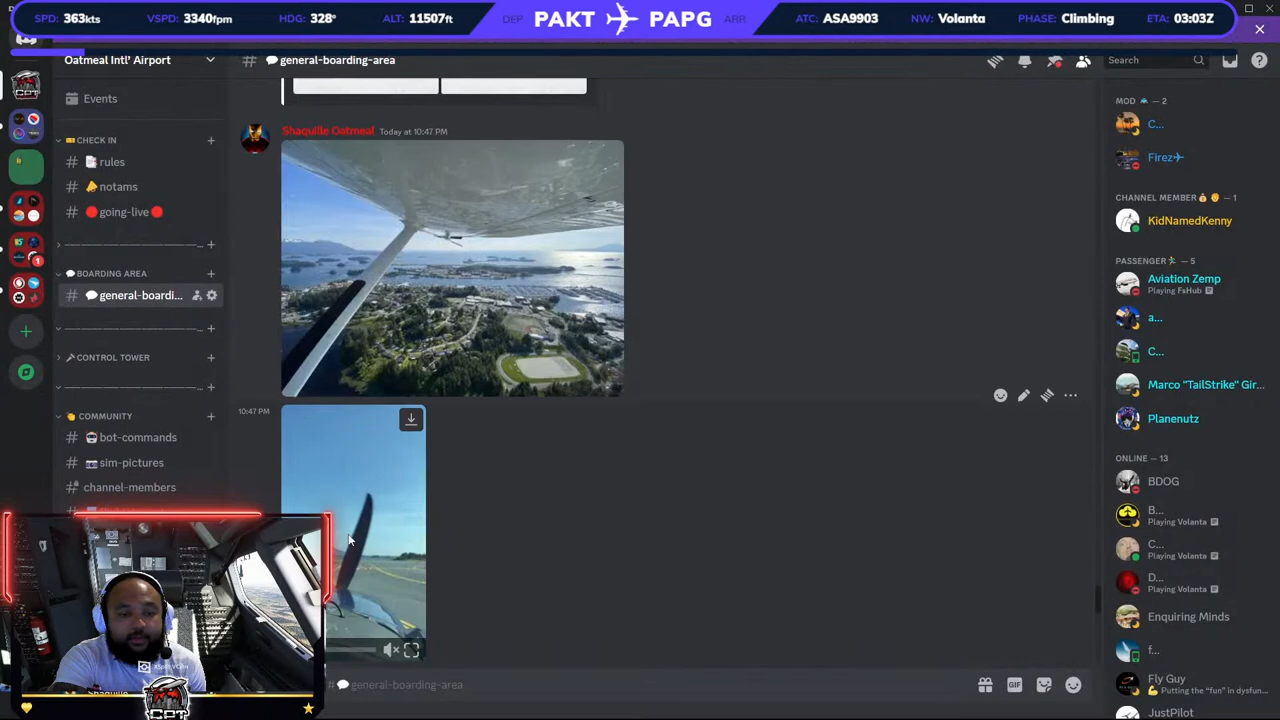 SPD: 363kts VSPD: 3340fpm HDG: 328° ALT: 11507ft DEP PAKT PAPG ARR ATC: ASA9903 NW: Volanta PHASE: Climbing ETA: 03:03Z
Oatmeal Intl' Airport
# general-boarding-area
Search
Events
CHECK IN
# rules
# notams
# going-live
BOARDING AREA
# general-boardi...
CONTROL TOWER
COMMUNITY
# bot-commands
# sim-pictures
channel-members
Shaquille Oatmeal Today at 10:47 PM
10:47 PM
# general-boarding-area
GIF
MOD — 2
C...
Firez
CHANNEL MEMBER — 1
KidNamedKenny
PASSENGER — 5
Aviation Zemp
Playing FsHub
a...
C...
Marco "TailStrike" Gir...
Planenutz
ONLINE — 13
BDOG
B...
Playing Volanta
C...
Playing Volanta
D...
Playing Volanta
Enquiring Minds
f...
Fly Guy
Putting the "fun" in dysfun...
JustPilot
1
Shaquille
CPT